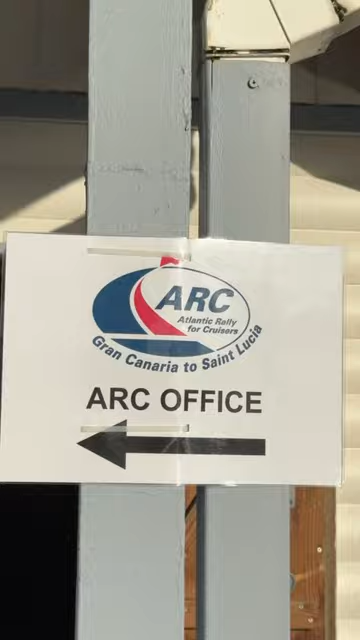 ARC
Atlantic Rally
for Cruisers
Gran Canaria to Saint Lucia
ARC OFFICE